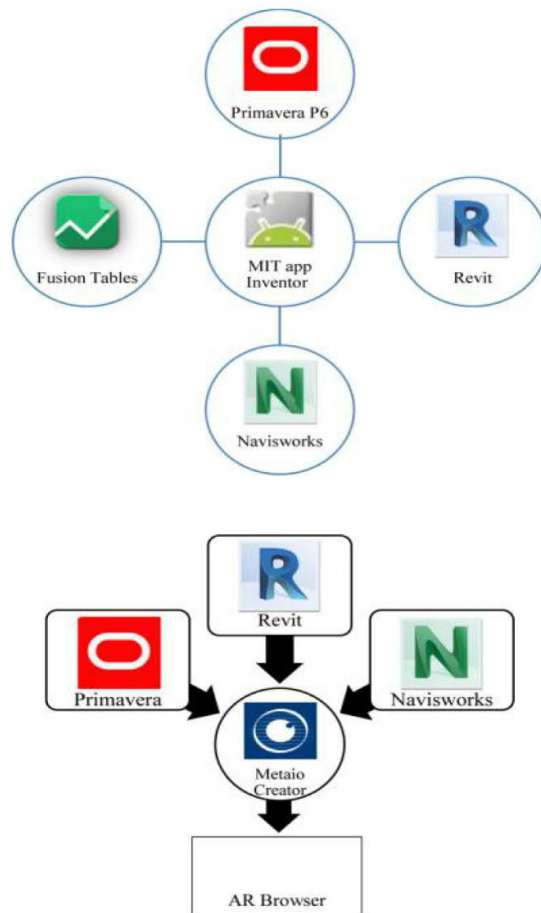 Primavera P6
Fusion Tables
MIT app
Inventor
Revit
Navisworks
Revit
Primavera
Navisworks
Metaio
Creator
AR Browser